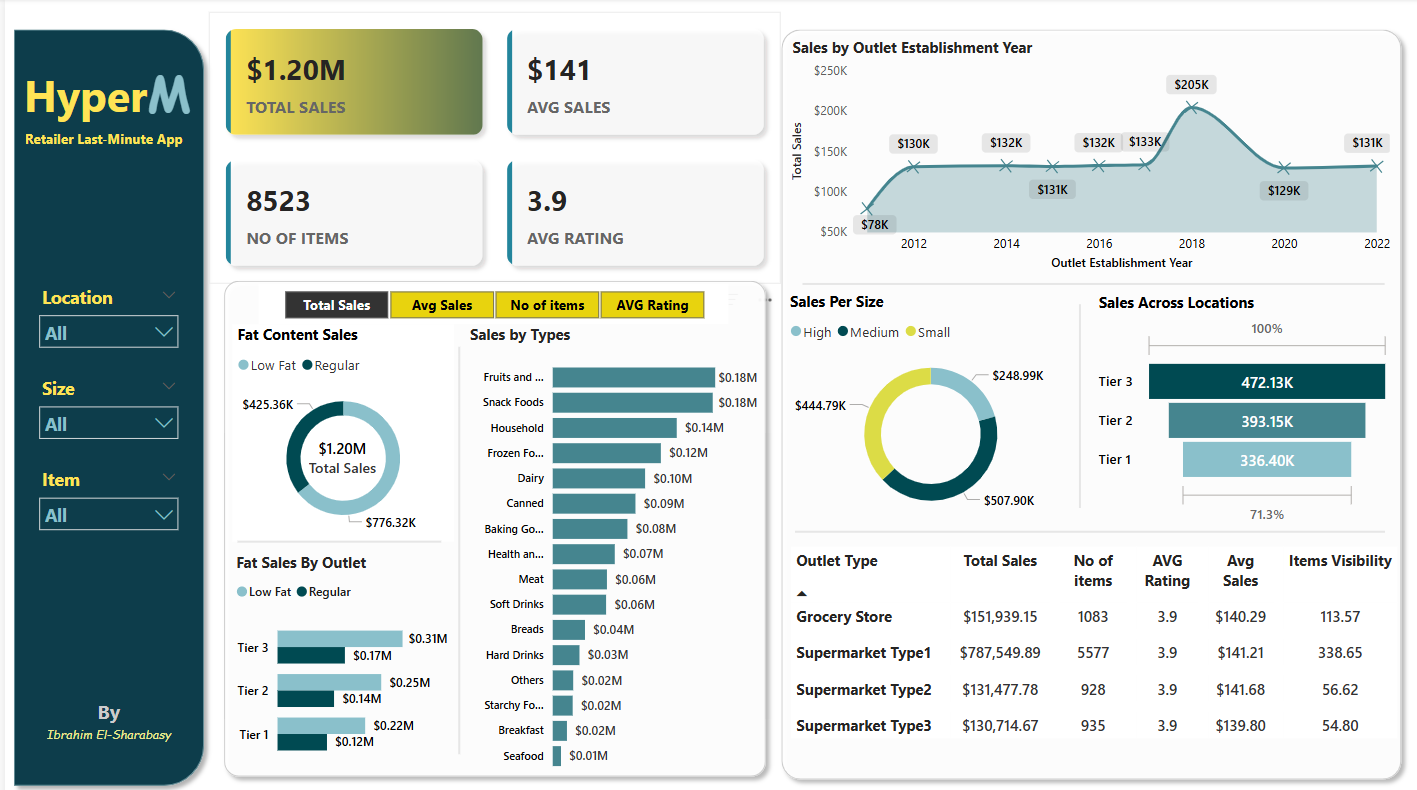 HyperM
Retailer Last-Minute App
Location
All
Size
All
Item
All
By
Ibrahim El-Sharabasy
$1.20M
TOTAL SALES
$141
AVG SALES
8523
NO OF ITEMS
3.9
AVG RATING
Total Sales Avg Sales No of items AVG Rating
Fat Content Sales
Low Fat Regular
$425.36K
$1.20M
Total Sales
$776.32K
Fat Sales By Outlet
Low Fat Regular
Tier 3 $0.31M
$0.17M
Tier 2 $0.25M
$0.14M
Tier 1 $0.22M
$0.12M
Sales by Types
Fruits and ... $0.18M
Snack Foods $0.18M
Household $0.14M
Frozen Fo... $0.12M
Dairy $0.10M
Canned $0.09M
Baking Go... $0.08M
Health an... $0.07M
Meat $0.06M
Soft Drinks $0.06M
Breads $0.04M
Hard Drinks $0.03M
Others $0.02M
Starchy Fo... $0.02M
Breakfast $0.02M
Seafood $0.01M
Sales by Outlet Establishment Year
Total Sales
$250K
$200K
$150K
$100K
$50K
$78K
$130K
$132K
$131K
$132K
$133K
$205K
$129K
$131K
2012 2014 2016 2018 2020 2022
Outlet Establishment Year
Sales Per Size
High Medium Small
$248.99K
$444.79K
$507.90K
Sales Across Locations
100%
Tier 3 472.13K
Tier 2 393.15K
Tier 1 336.40K
71.3%
Outlet Type Total Sales No of items AVG Rating Avg Sales Items Visibility
Grocery Store $151,939.15 1083 3.9 $140.29 113.57
Supermarket Type1 $787,549.89 5577 3.9 $141.21 338.65
Supermarket Type2 $131,477.78 928 3.9 $141.68 56.62
Supermarket Type3 $130,714.67 935 3.9 $139.80 54.80